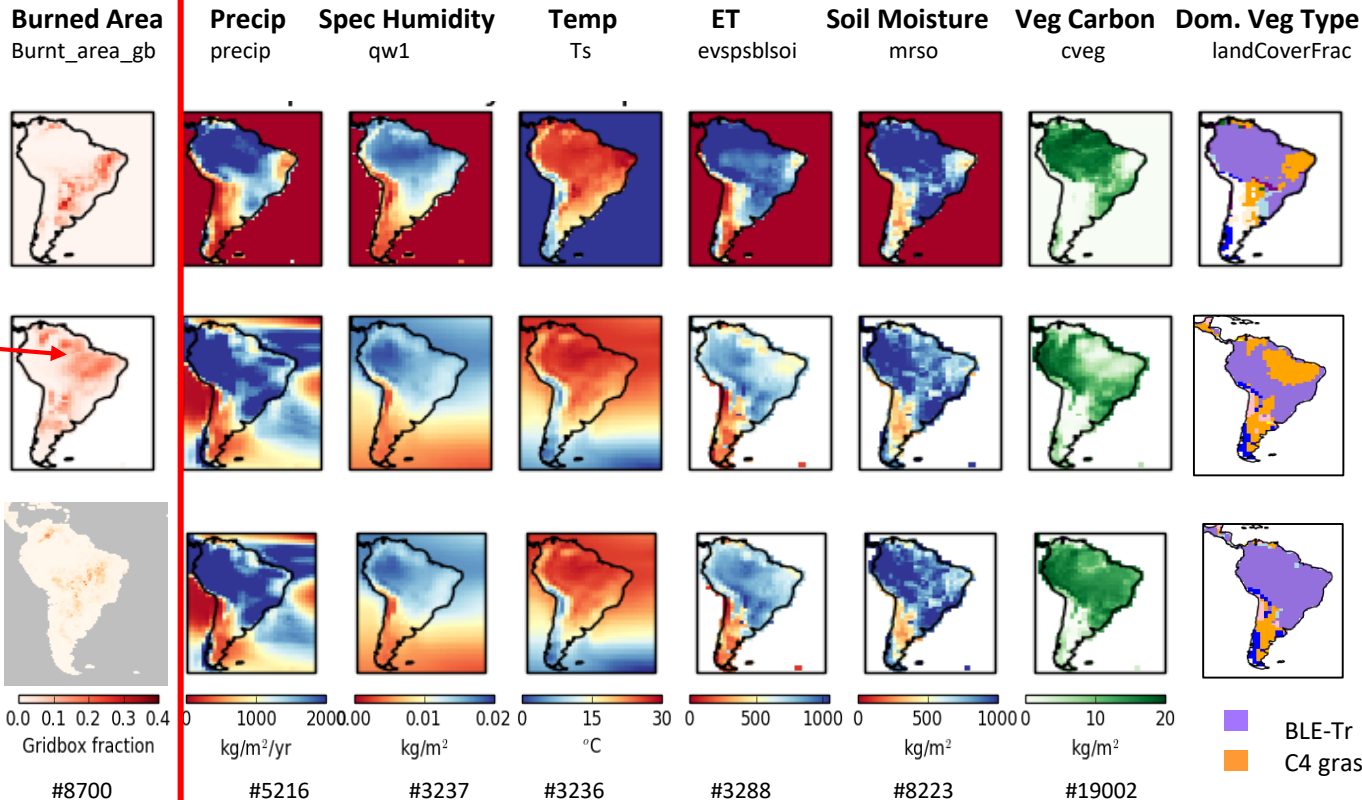 Burned Area Precip Spec Humidity Temp ET Soil Moisture Veg Carbon Dom. Veg Type
Burnt_area_gb precip qw1 Ts evspsblsoi mrso cveg landCoverFrac
0.0 0.1 0.2 0.3 0.4 0 1000 2000 0.00 0.01 0.02 0 15 30 0 500 1000 0 500 1000 0 10 20
Gridbox fraction kg/m²/yr kg/m² °C kg/m² kg/m²
BLE-Tr
C4 gras
#8700 #5216 #3237 #3236 #3288 #8223 #19002